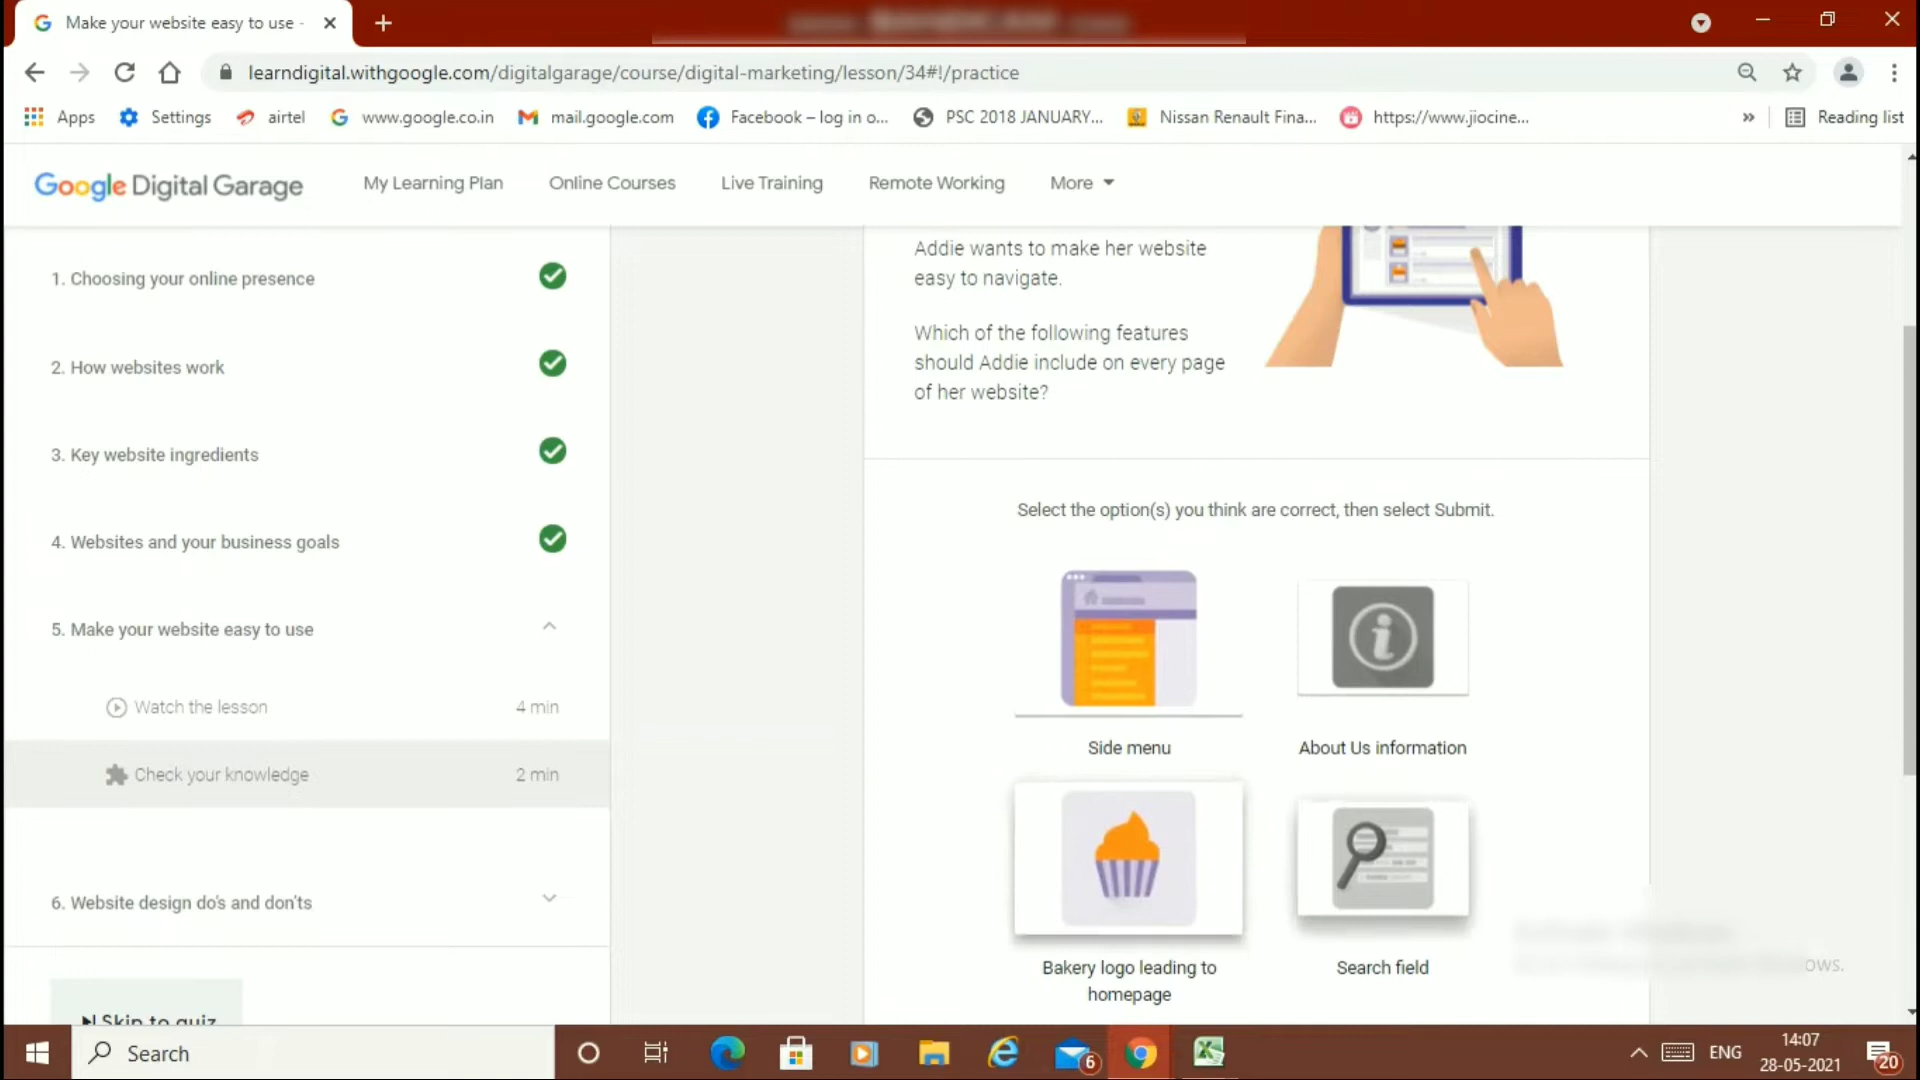 Make your website easy to use -
learndigital.withgoogle.com/digitalgarage/course/digital-marketing/lesson/34#!/practice
Apps Settings airtel www.google.co.in mail.google.com Facebook – log in o... PSC 2018 JANUARY... Nissan Renault Fina... https://www.jiocine... » Reading list
Google Digital Garage My Learning Plan Online Courses Live Training Remote Working More
1. Choosing your online presence
2. How websites work
3. Key website ingredients
4. Websites and your business goals
5. Make your website easy to use
Watch the lesson 4 min
Check your knowledge 2 min
6. Website design do's and don'ts
Skip to quiz
Addie wants to make her website
easy to navigate.
Which of the following features
should Addie include on every page
of her website?
Select the option(s) you think are correct, then select Submit.
Side menu
About Us information
Bakery logo leading to
homepage
Search field
Search
6
ENG
14:07
28-05-2021
20